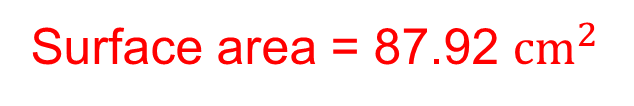 Surface area = 87.92 cm²